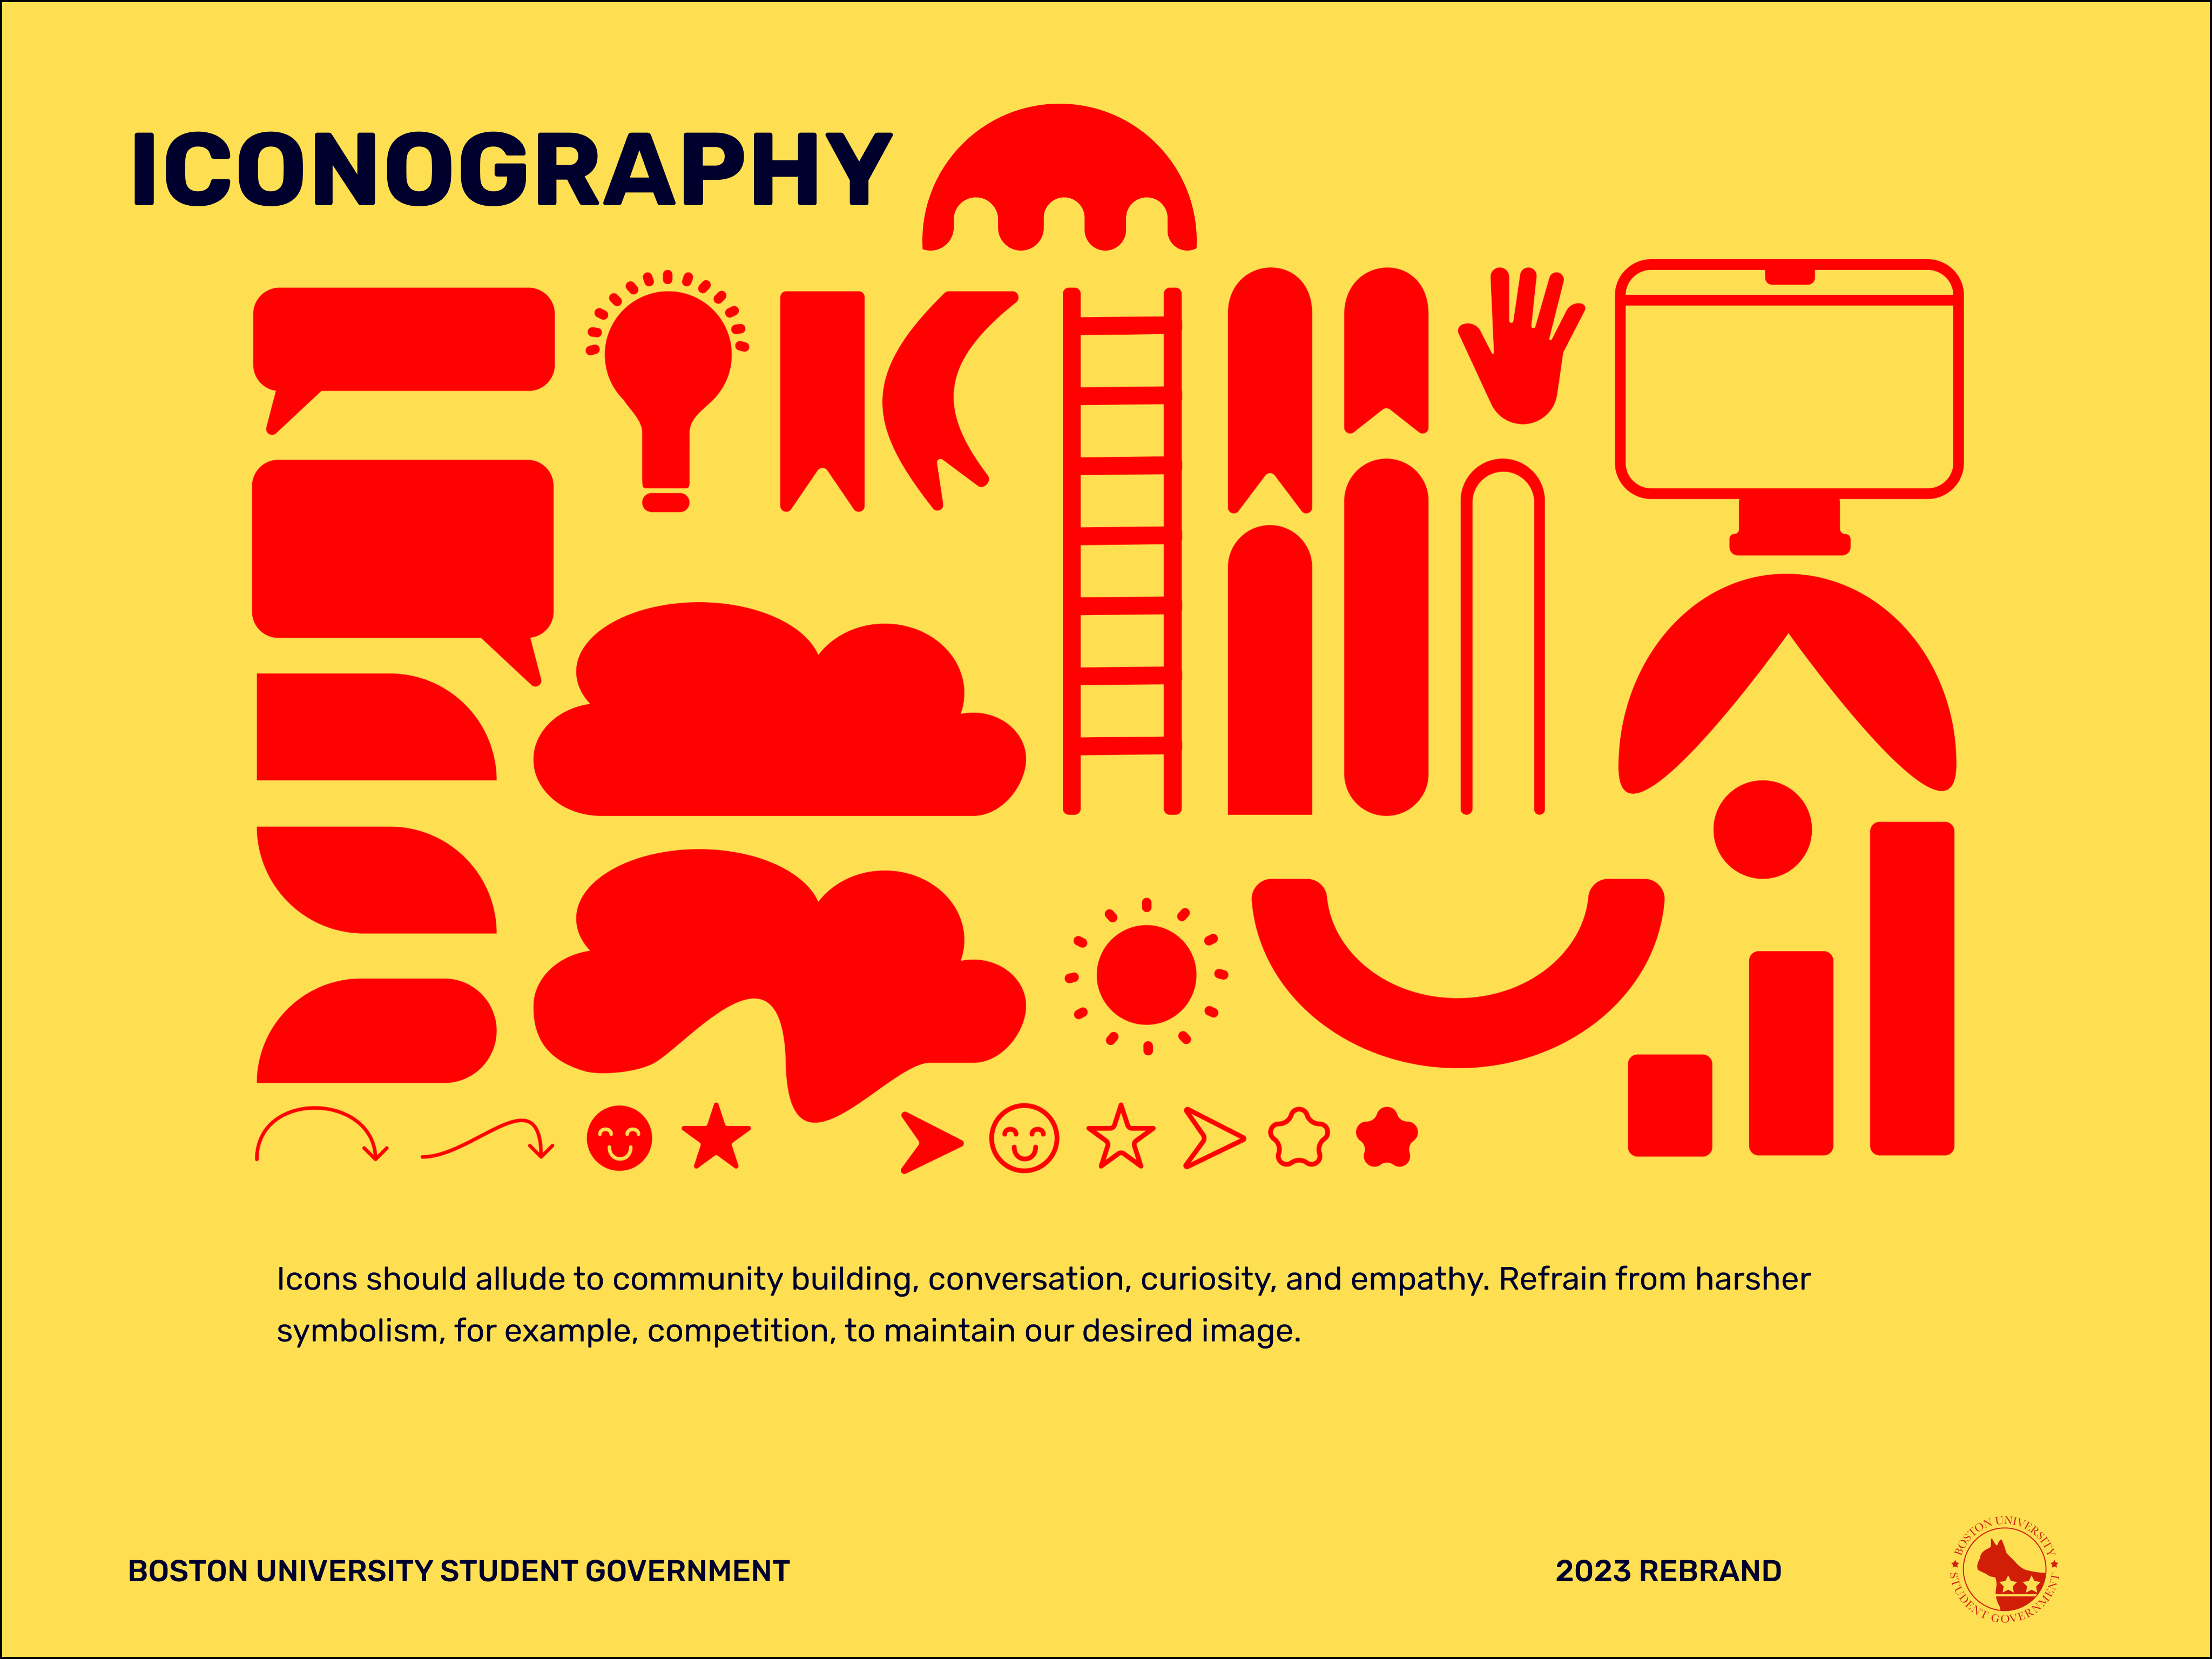 ICONOGRAPHY
Icons should allude to community building, conversation, curiosity, and empathy. Refrain from harsher
symbolism, for example, competition, to maintain our desired image.
BOSTON UNIVERSITY STUDENT GOVERNMENT
2023 REBRAND
BOSTON UNIVERSITY
STUDENT GOVERNMENT